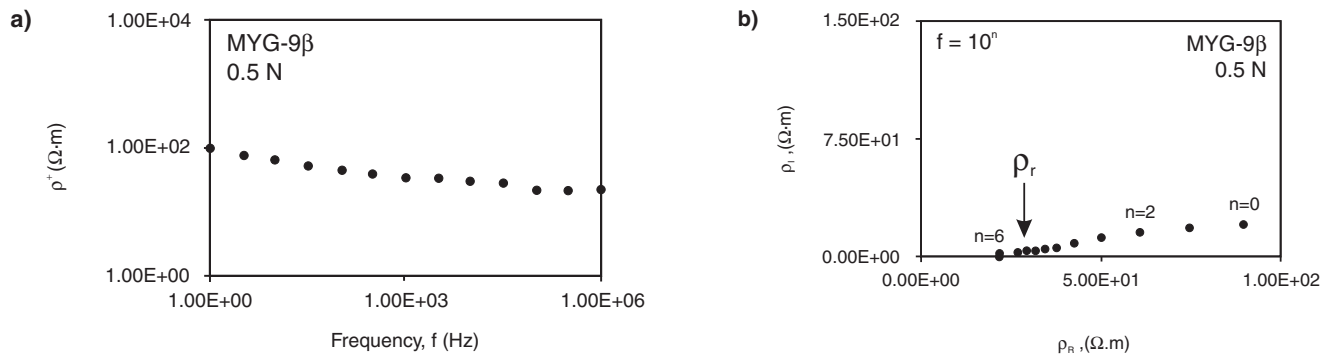 a)
1.00E+04
MYG-9β
0.5 N
1.00E+02
1.00E+00
ρ⁺ (Ω·m)
1.00E+00
1.00E+03
1.00E+06
Frequency, f (Hz)
b)
1.50E+02
f = 10ⁿ
MYG-9β
0.5 N
7.50E+01
ρᵣ
n=6
n=2
n=0
0.00E+00
ρI ,(Ω·m)
0.00E+00
5.00E+01
1.00E+02
ρR ,(Ω.m)